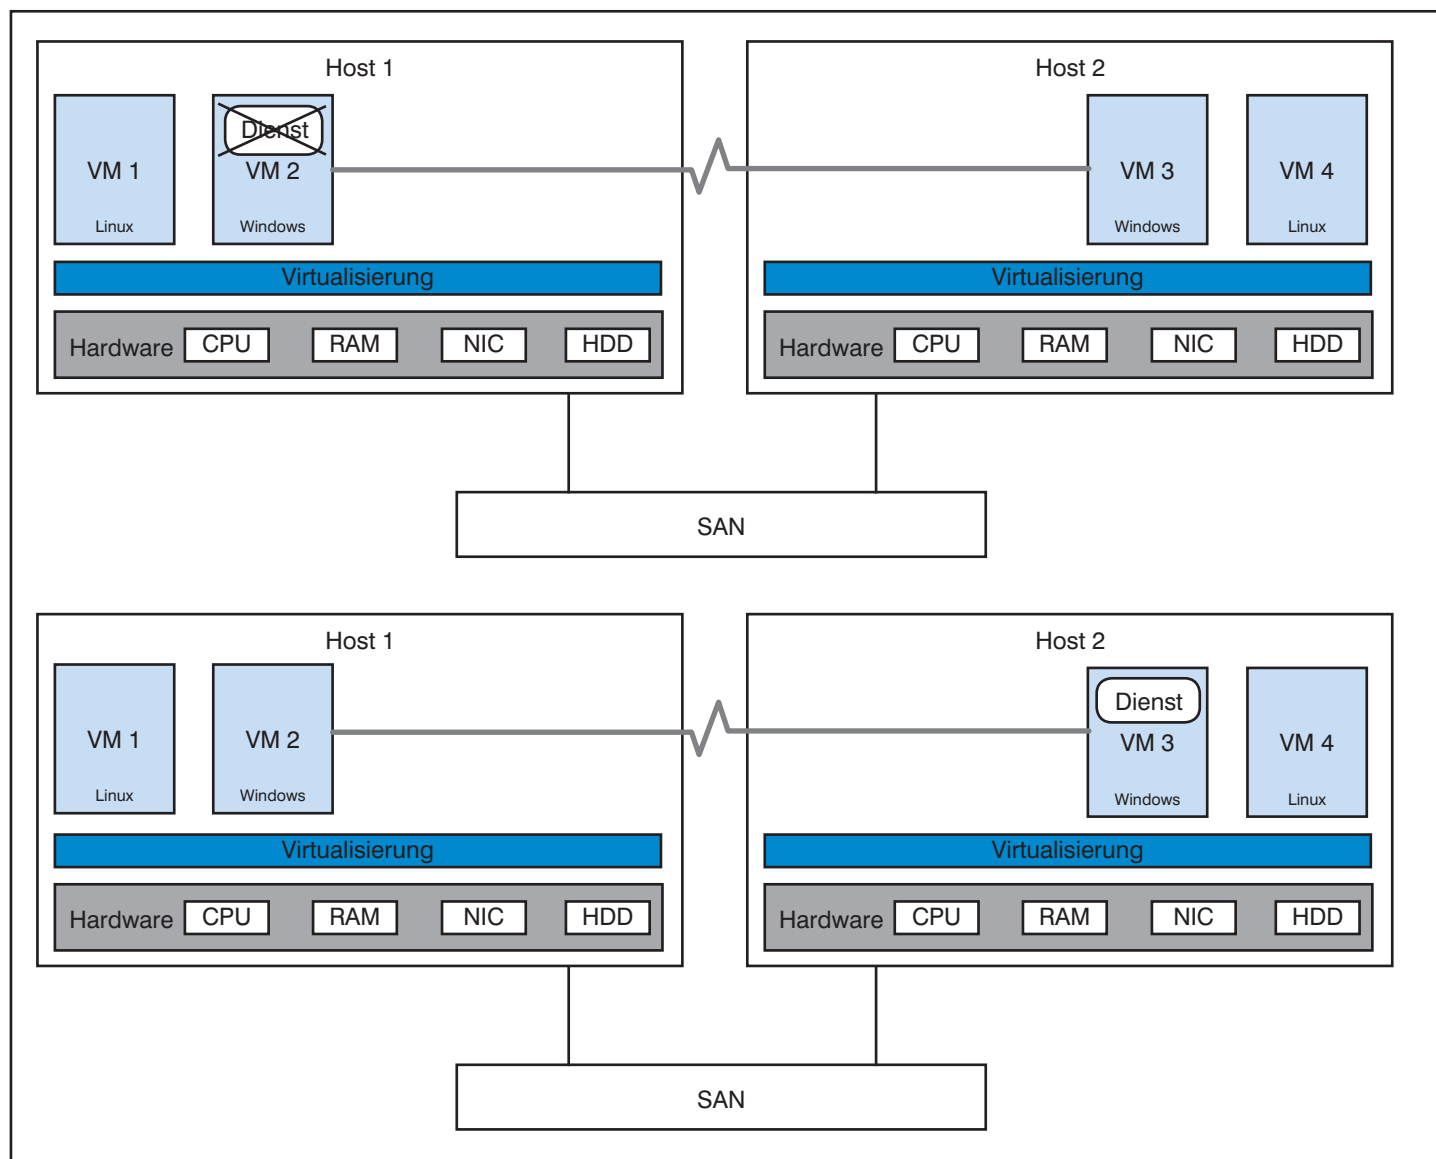 Host 1
Dienst
VM 1
VM 2
Linux
Windows
Virtualisierung
Hardware CPU RAM NIC HDD
Host 2
VM 3
VM 4
Windows
Linux
Virtualisierung
Hardware CPU RAM NIC HDD
SAN
Host 1
VM 1
VM 2
Linux
Windows
Virtualisierung
Hardware CPU RAM NIC HDD
Host 2
Dienst
VM 3
VM 4
Windows
Linux
Virtualisierung
Hardware CPU RAM NIC HDD
SAN